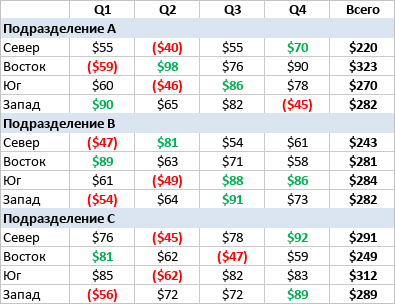 Q1 Q2 Q3 Q4 Всего
Подразделение A
Север $55 ($40) $55 $70 $220
Восток ($59) $98 $76 $90 $323
Юг $60 ($46) $86 $78 $270
Запад $90 $65 $82 ($45) $282
Подразделение B
Север ($47) $81 $54 $61 $243
Восток $89 $63 $71 $58 $281
Юг $61 ($49) $88 $86 $284
Запад ($54) $64 $91 $73 $282
Подразделение C
Север $76 ($45) $78 $92 $291
Восток $81 $62 ($47) $59 $249
Юг $85 ($62) $82 $83 $312
Запад ($56) $72 $72 $89 $289